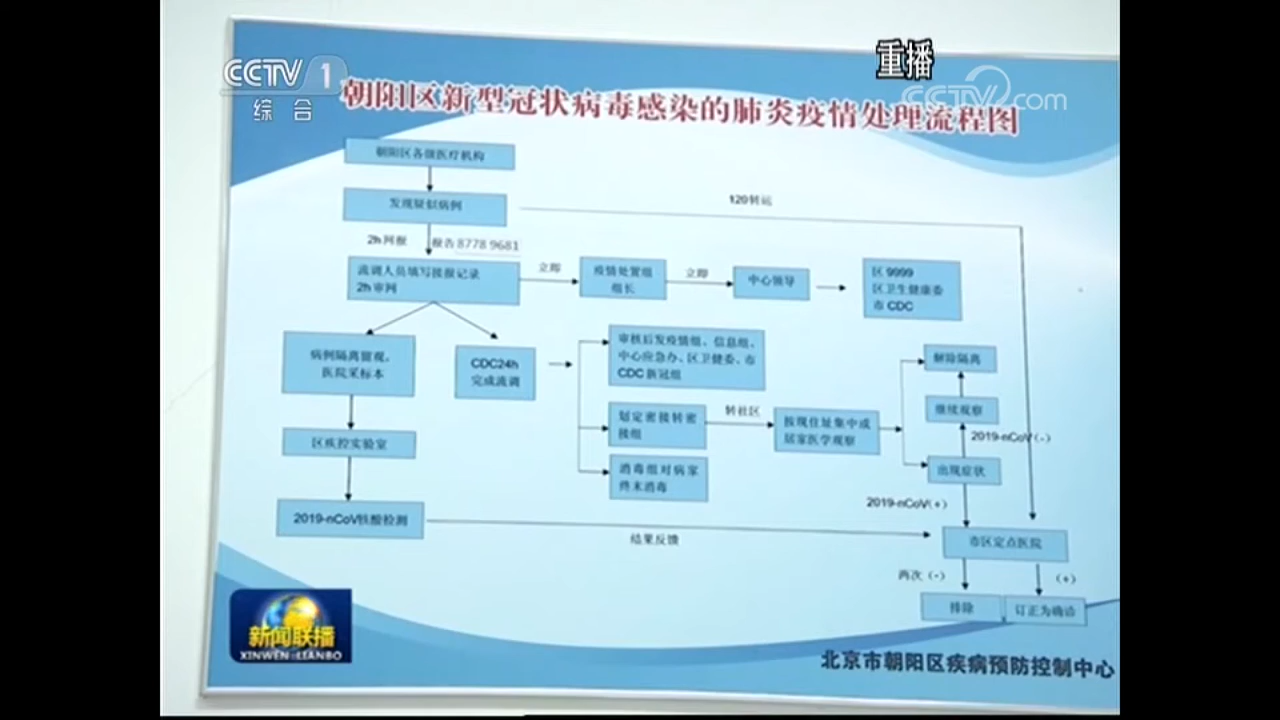 重播
CCTV 1
综合
CCTV.com
朝阳区新型冠状病毒感染的肺炎疫情处理流程图
朝阳区各级医疗机构
发现疑似病例
120转运
2h网报
报告8778 9681
流调人员填写接报记录
2h审网
立即
疫情处置组
组长
立即
中心领导
区9999
区卫生健康委
市CDC
病例隔离留观，
医院采标本
CDC24h
完成流调
审核后发疫情组、信息组、
中心应急办、区卫健委、市
CDC新冠组
划定密接转密
接组
转社区
按现住址集中或
居家医学观察
消毒组对病家
终末消毒
解除隔离
继续观察
2019-nCoV(-)
出现症状
2019-nCoV(+)
区疾控实验室
2019-nCoV核酸检测
结果反馈
市区定点医院
两次(-)
(+)
排除
订正为确诊
新闻联播
XINWEN LIANBO
北京市朝阳区疾病预防控制中心